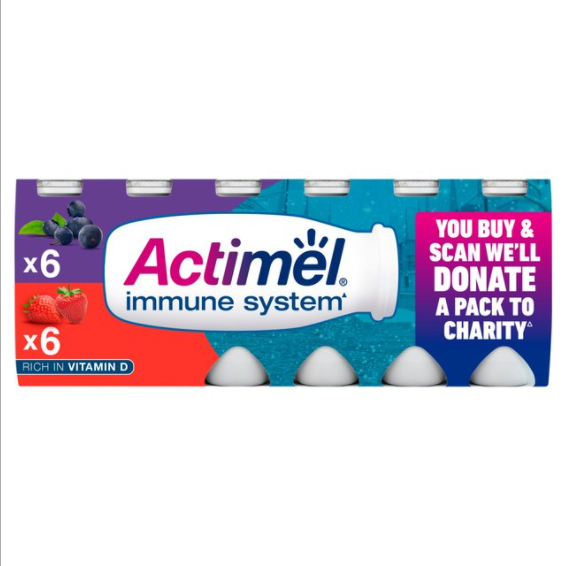 x6
x6
RICH IN VITAMIN D
Actimel®
immune system▵
YOU BUY &
SCAN WE'LL
DONATE
A PACK TO
CHARITY△